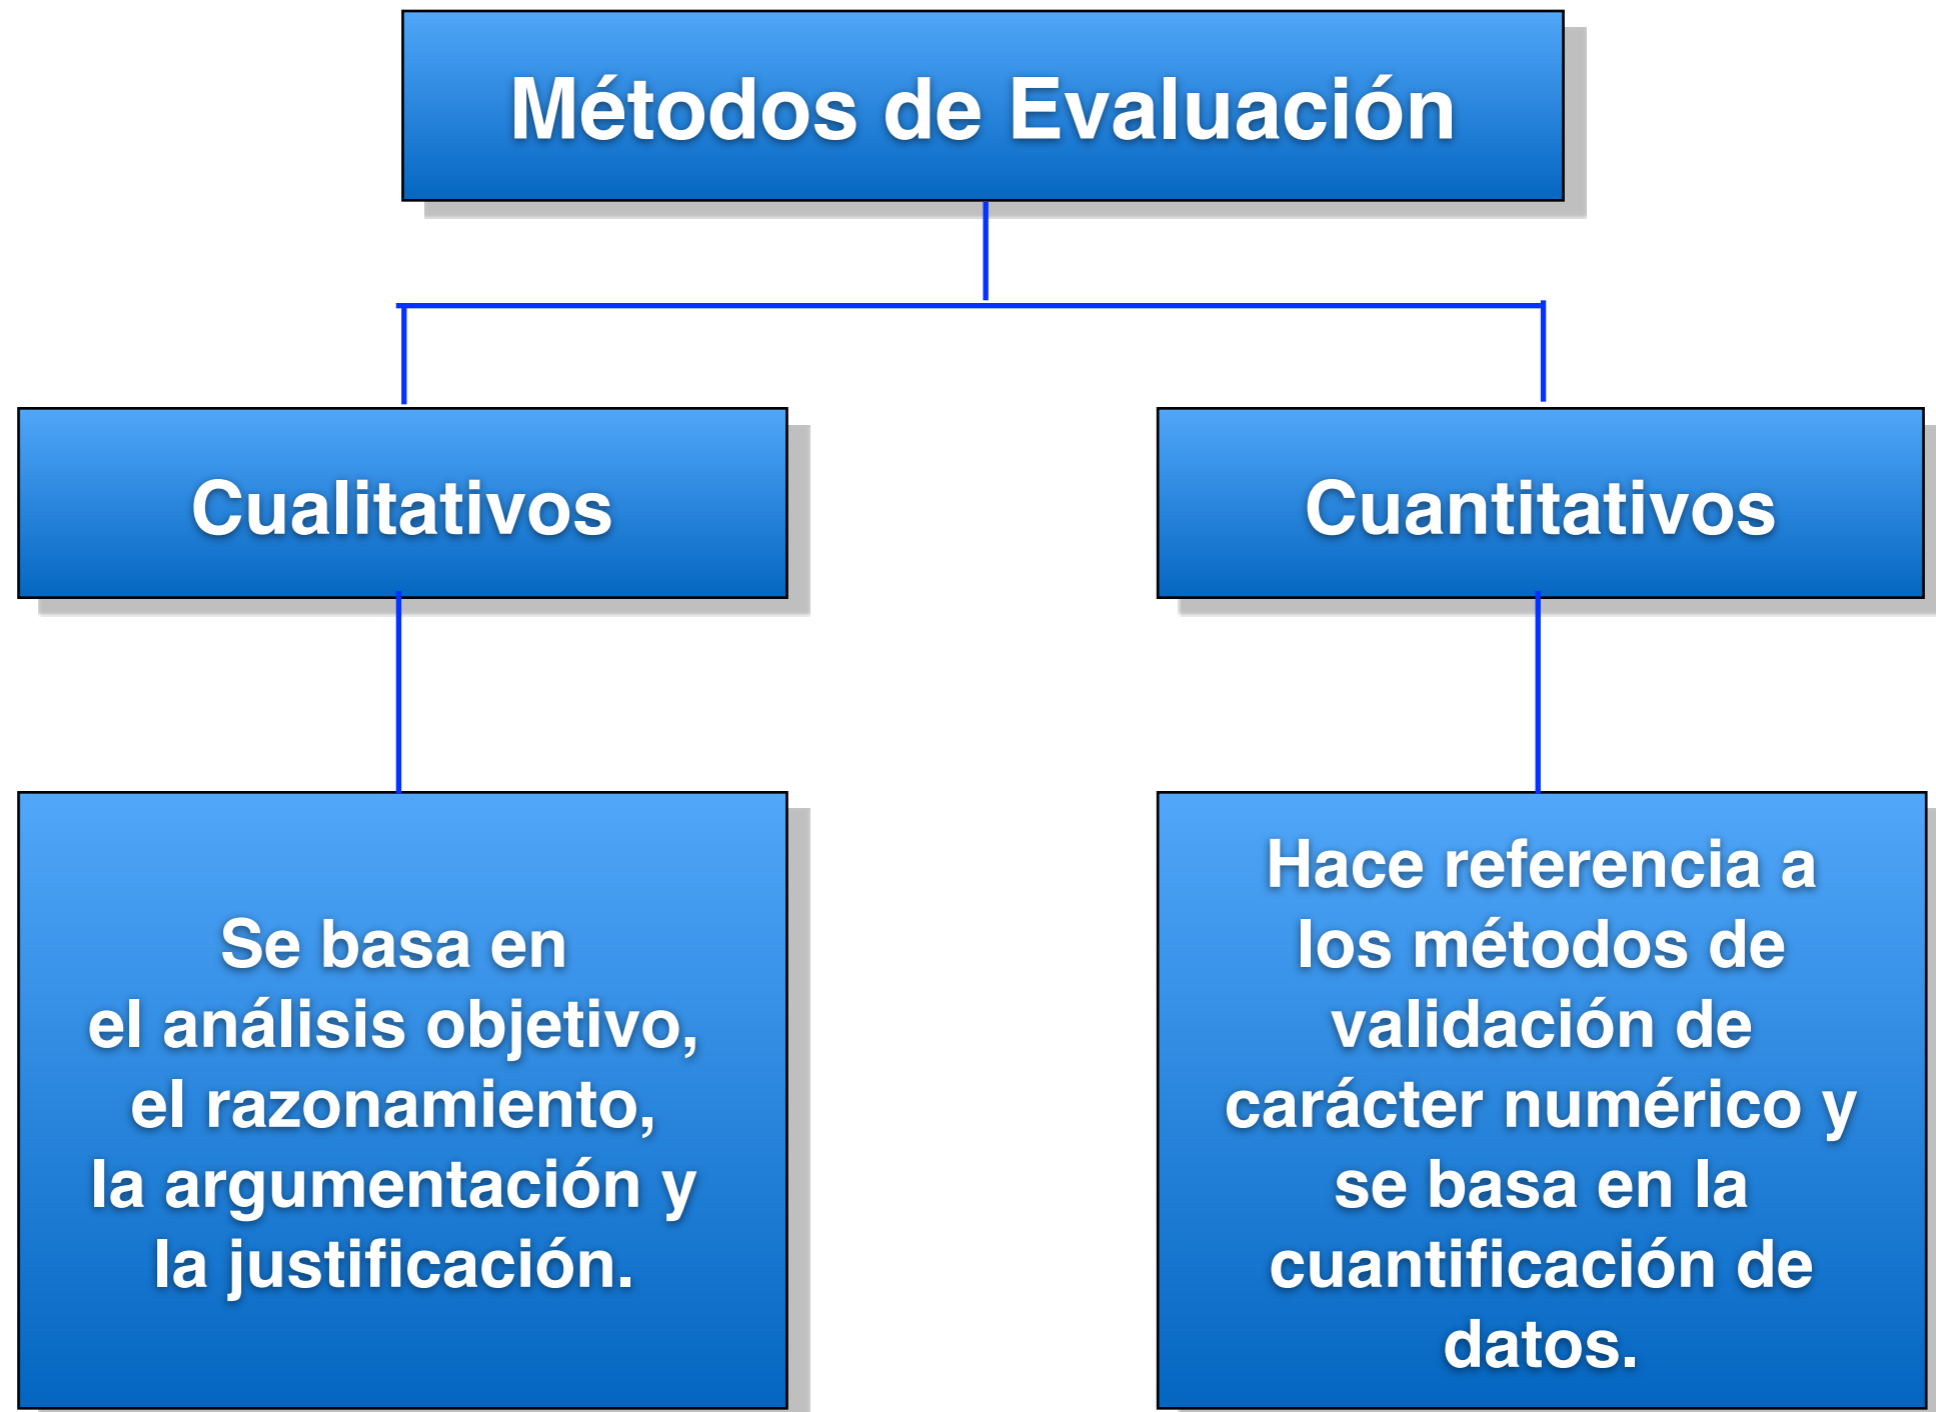 Métodos de Evaluación
Cualitativos
Cuantitativos
Se basa en
el análisis objetivo,
el razonamiento,
la argumentación y
la justificación.
Hace referencia a
los métodos de
validación de
carácter numérico y
se basa en la
cuantificación de
datos.